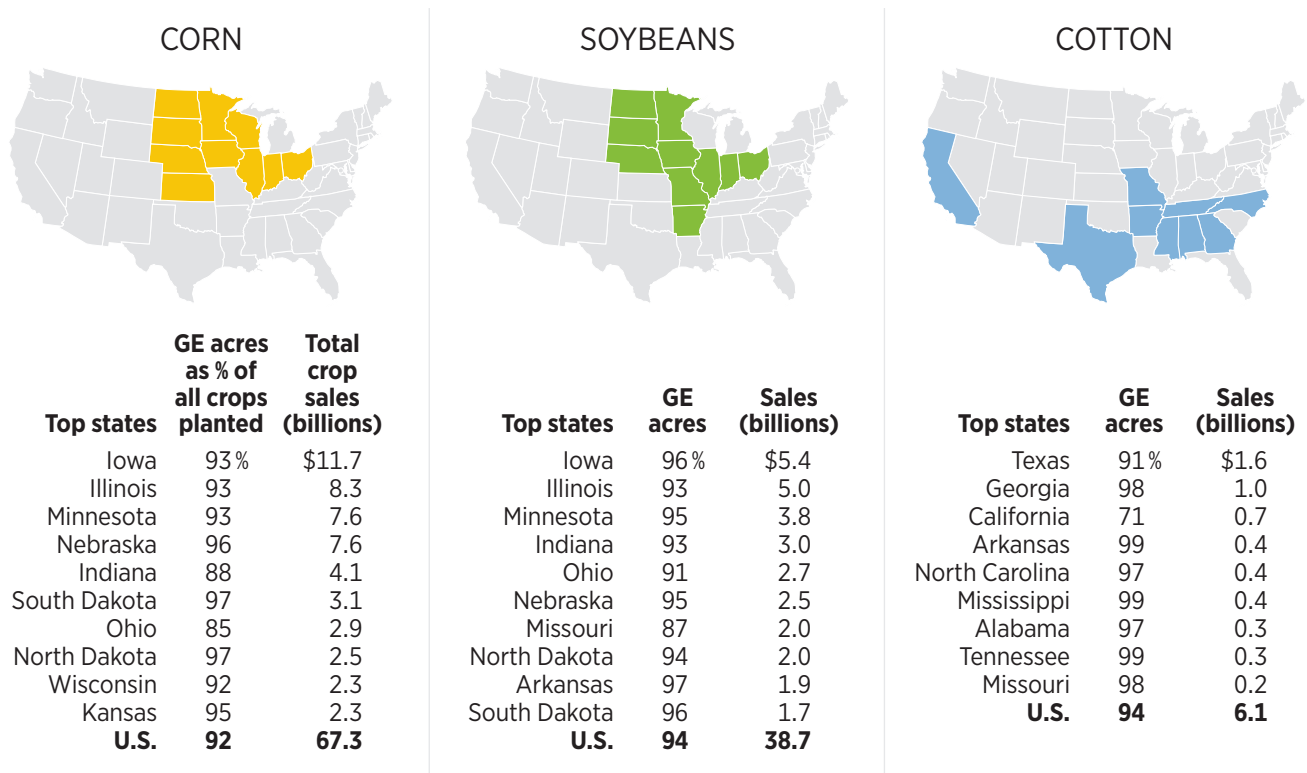 CORN
GE acres as % of all crops planted
Total crop sales (billions)
Top states
Iowa 93% $11.7
Illinois 93 8.3
Minnesota 93 7.6
Nebraska 96 7.6
Indiana 88 4.1
South Dakota 97 3.1
Ohio 85 2.9
North Dakota 97 2.5
Wisconsin 92 2.3
Kansas 95 2.3
U.S. 92 67.3
SOYBEANS
Top states GE acres Sales (billions)
Iowa 96% $5.4
Illinois 93 5.0
Minnesota 95 3.8
Indiana 93 3.0
Ohio 91 2.7
Nebraska 95 2.5
Missouri 87 2.0
North Dakota 94 2.0
Arkansas 97 1.9
South Dakota 96 1.7
U.S. 94 38.7
COTTON
Top states GE acres Sales (billions)
Texas 91% $1.6
Georgia 98 1.0
California 71 0.7
Arkansas 99 0.4
North Carolina 97 0.4
Mississippi 99 0.4
Alabama 97 0.3
Tennessee 99 0.3
Missouri 98 0.2
U.S. 94 6.1